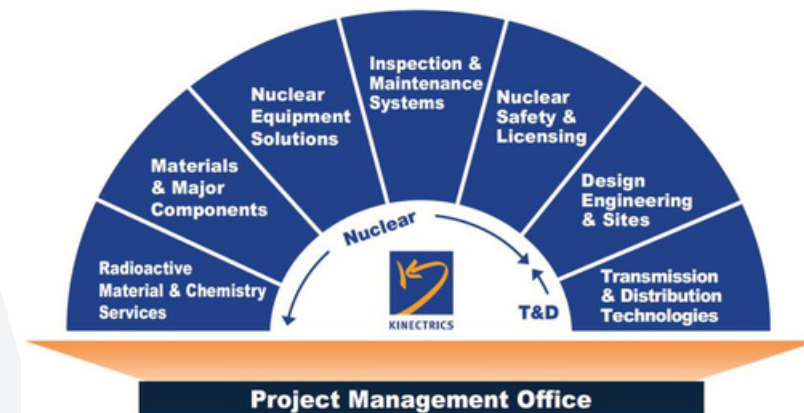 Radioactive
Material & Chemistry
Services
Materials
& Major
Components
Nuclear
Equipment
Solutions
Inspection &
Maintenance
Systems
Nuclear
Safety &
Licensing
Design
Engineering
& Sites
Transmission
& Distribution
Technologies
Nuclear
T&D
KINECTRICS
Project Management Office